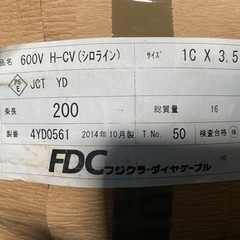 品名 600V H-CV(シロライン) サイズ 1C X 3.5
PS E JCT YD
条長 200 総質量 16
製番 4YD0561 2014年10月製 T.No. 50 検査合格
FDC フジクラ・ダイヤケーブル